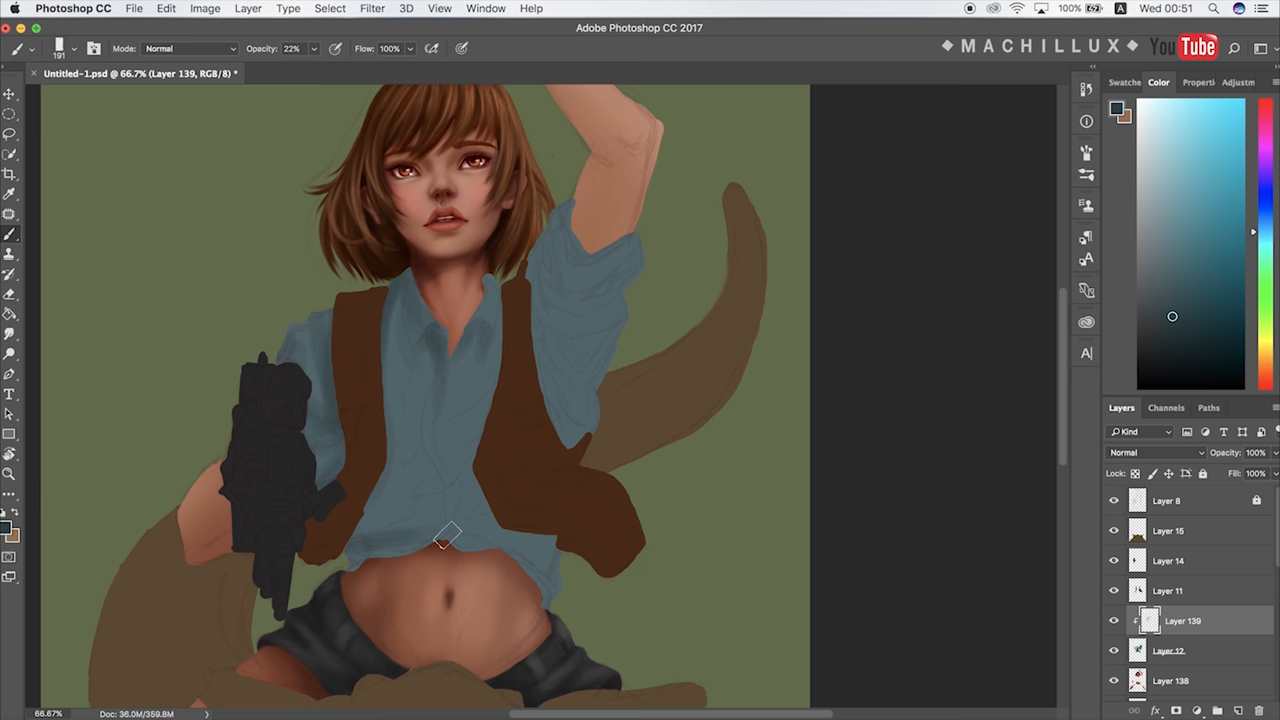 Photoshop CC File Edit Image Layer Type Select Filter 3D View Window Help 100% A Wed 00:51
Adobe Photoshop CC 2017
191 Mode: Normal Opacity: 22% Flow: 100%
MACHILLUX YouTube
× Untitled-1.psd @ 66.7% (Layer 139, RGB/8) *
Swatche Color Properti Adjustm
Layers Channels Paths
Kind
Normal Opacity: 100%
Lock: Fill: 100%
Layer 8
Layer 15
Layer 14
Layer 11
Layer 139
Layer 12
Layer 138
66.67% Doc: 36.0M/359.8M